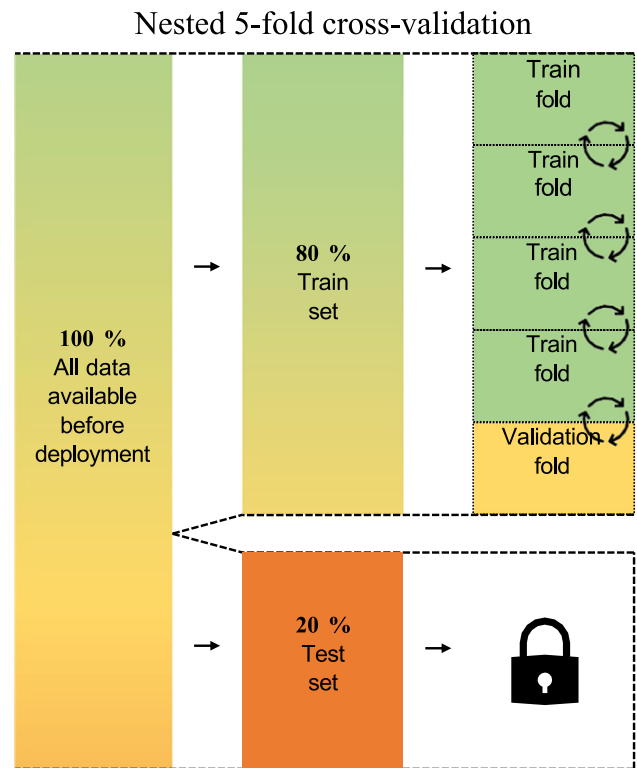 Nested 5-fold cross-validation
100 %
All data
available
before
deployment
80 %
Train
set
Train
fold
Train
fold
Train
fold
Train
fold
Validation
fold
20 %
Test
set